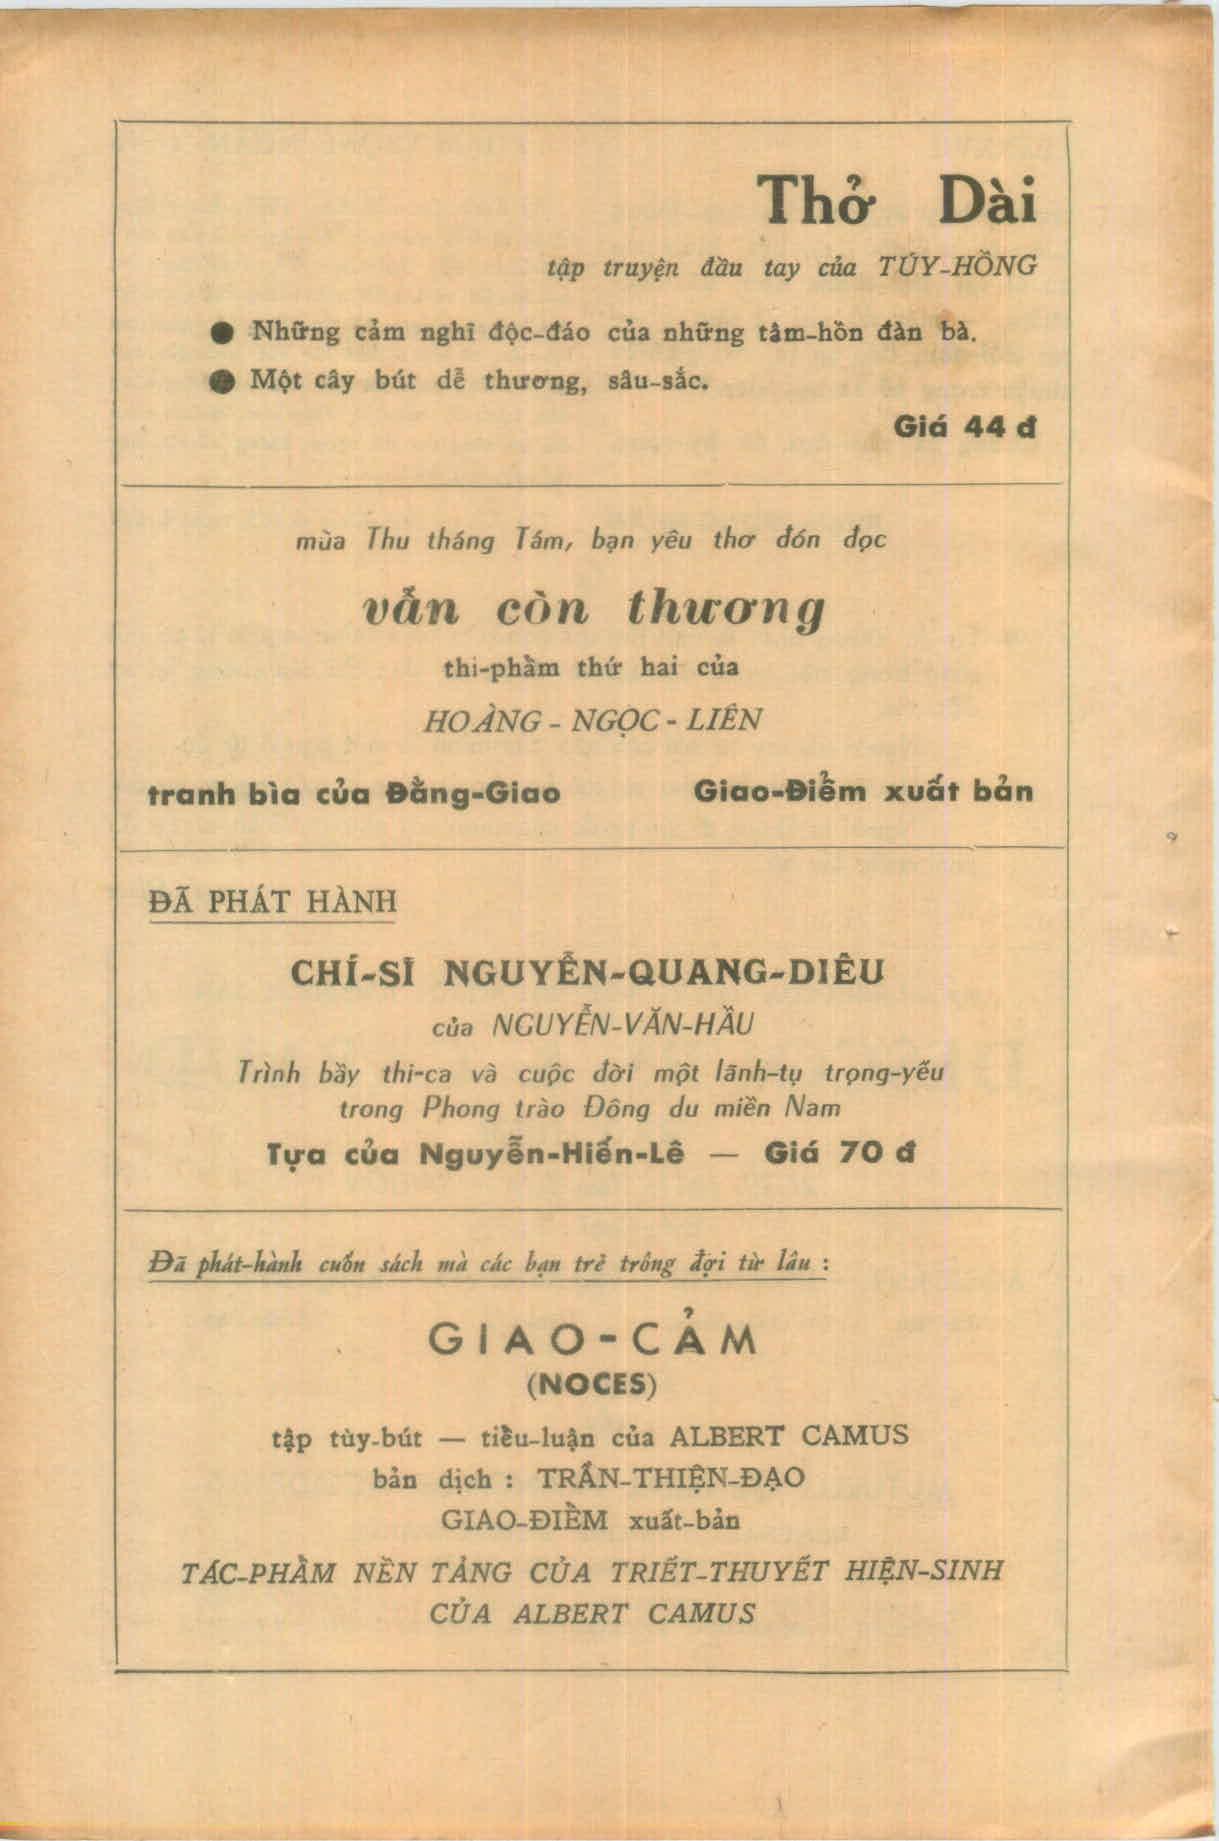 Thở Dài
tập truyện đầu tay của TÚY-HỒNG
● Những cảm nghĩ độc-đáo của những tâm-hồn đàn bà.
● Một cây bút dễ thương, sâu-sắc.
Giá 44 đ
mùa Thu tháng Tám, bạn yêu thơ đón đọc
vẫn còn thương
thi-phẩm thứ hai của
HOÀNG - NGỌC - LIÊN
tranh bìa của Đằng-Giao Giao-Điểm xuất bản
ĐÃ PHÁT HÀNH
CHÍ-SĨ NGUYỄN-QUANG-DIÊU
của NGUYỄN-VĂN-HẦU
Trình bầy thi-ca và cuộc đời một lãnh-tụ trọng-yếu
trong Phong trào Đông du miền Nam
Tựa của Nguyễn-Hiến-Lê — Giá 70 đ
Đã phát-hành cuốn sách mà các bạn trẻ trông đợi từ lâu :
GIAO-CẢM
(NOCES)
tập tùy-bút — tiểu-luận của ALBERT CAMUS
bản dịch : TRẦN-THIỆN-ĐẠO
GIAO-ĐIỂM xuất-bản
TÁC-PHẨM NỀN TẢNG CỦA TRIẾT-THUYẾT HIỆN-SINH
CỦA ALBERT CAMUS